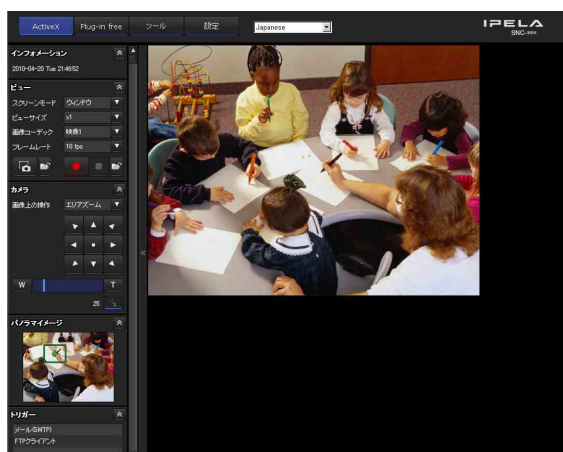 ActiveX Plug-in free ツール 設定 Japanese IPELA
SNC-
インフォメーション
2010-04-20 Tue 21:46:52
ビュー
スクリーンモード ウィンドウ
ビューサイズ x1
画像コーデック 映像1
フレームレート 10 fps
カメラ
画像上の操作 エリアズーム
W T
25
パノラマイメージ
トリガー
メール(SMTP)
FTPクライアント